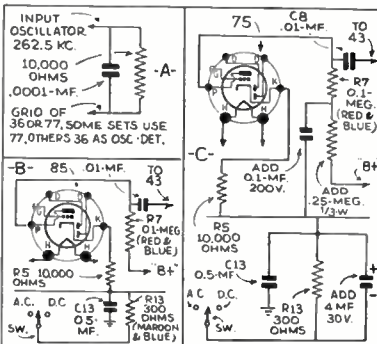 INPUT
OSCILLATOR
262.5 KC.
10,000
OHMS
.0001-MF.
-A-
GRID OF
36 OR 77, SOME SETS USE
77, OTHERS 36 AS OSC-DET.
-B-
85
.01-MF.
TO
43
D
D
G
P
K
H
H
R7
0.1-MEG
(RED
& BLUE)
B+
R5 10,000
OHMS
A.C.
D.C.
SW.
C13
0.5-
MF.
R13
300
OHMS
(MAROON
& BLUE)
-C-
75
C8
.01-MF.
TO
43
P
K
H
H
R7
0.1-
MEG.
(RED &
BLUE)
ADD
0.1-MF.
200V.
B+
ADD
.25-MEG.
1/3-W.
R5
10,000
OHMS
C13
0.5-MF.
A C
D.C.
SW.
R13
300
OHMS
ADD
4 MF
30V.
+
-